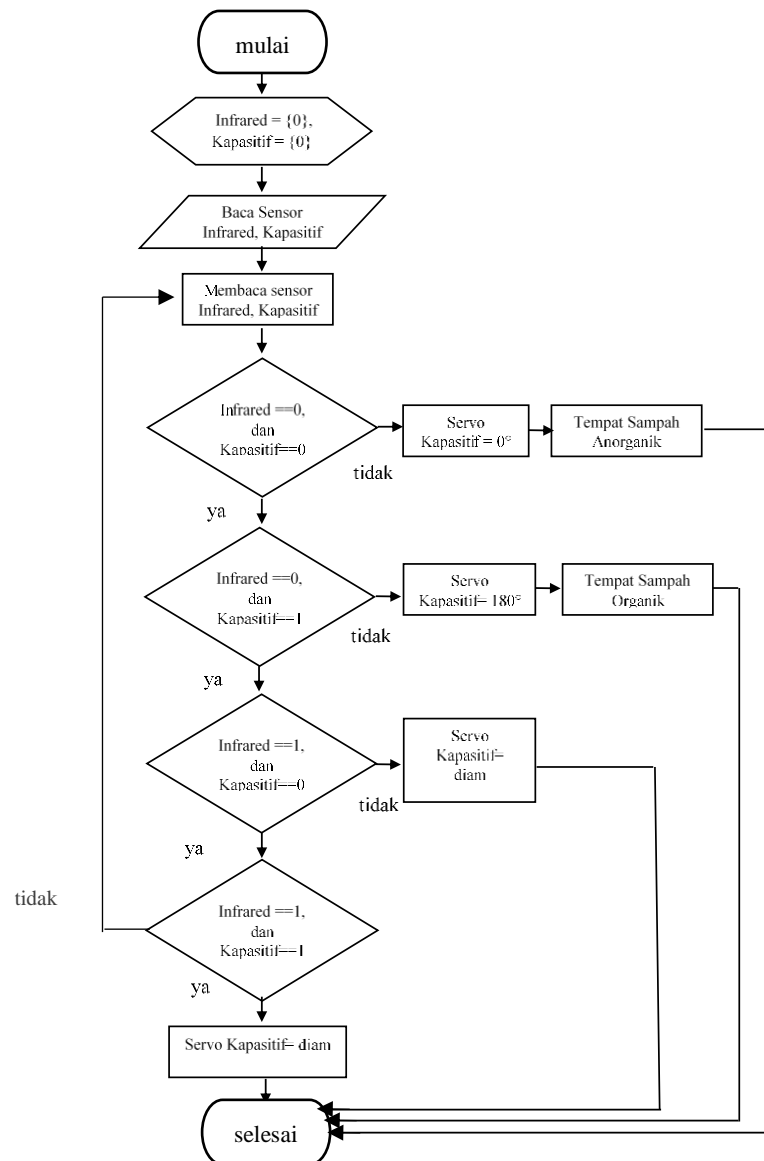 mulai
Infrared = {0},
Kapasitif = {0}
Baca Sensor
Infrared, Kapasitif
Membaca sensor
Infrared, Kapasitif
Infrared ==0,
dan
Kapasitif==0
tidak
Servo
Kapasitif = 0°
Tempat Sampah
Anorganik
ya
Infrared ==0,
dan
Kapasitif==1
tidak
Servo
Kapasitif= 180°
Tempat Sampah
Organik
ya
Infrared ==1,
dan
Kapasitif==0
tidak
Servo
Kapasitif=
diam
ya
Infrared ==1,
dan
Kapasitif==1
tidak
ya
Servo Kapasitif= diam
selesai